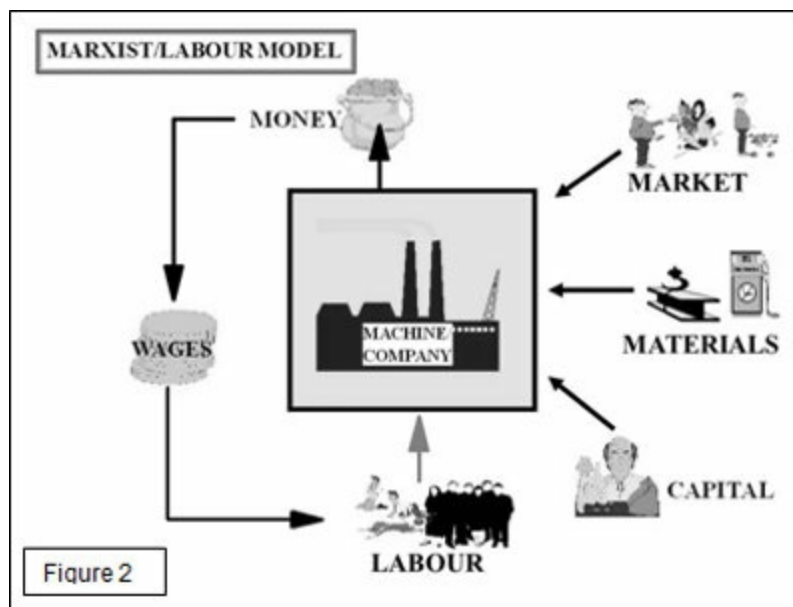 MARXIST/LABOUR MODEL
MONEY
MARKET
WAGES
MACHINE
COMPANY
MATERIALS
CAPITAL
LABOUR
Figure 2